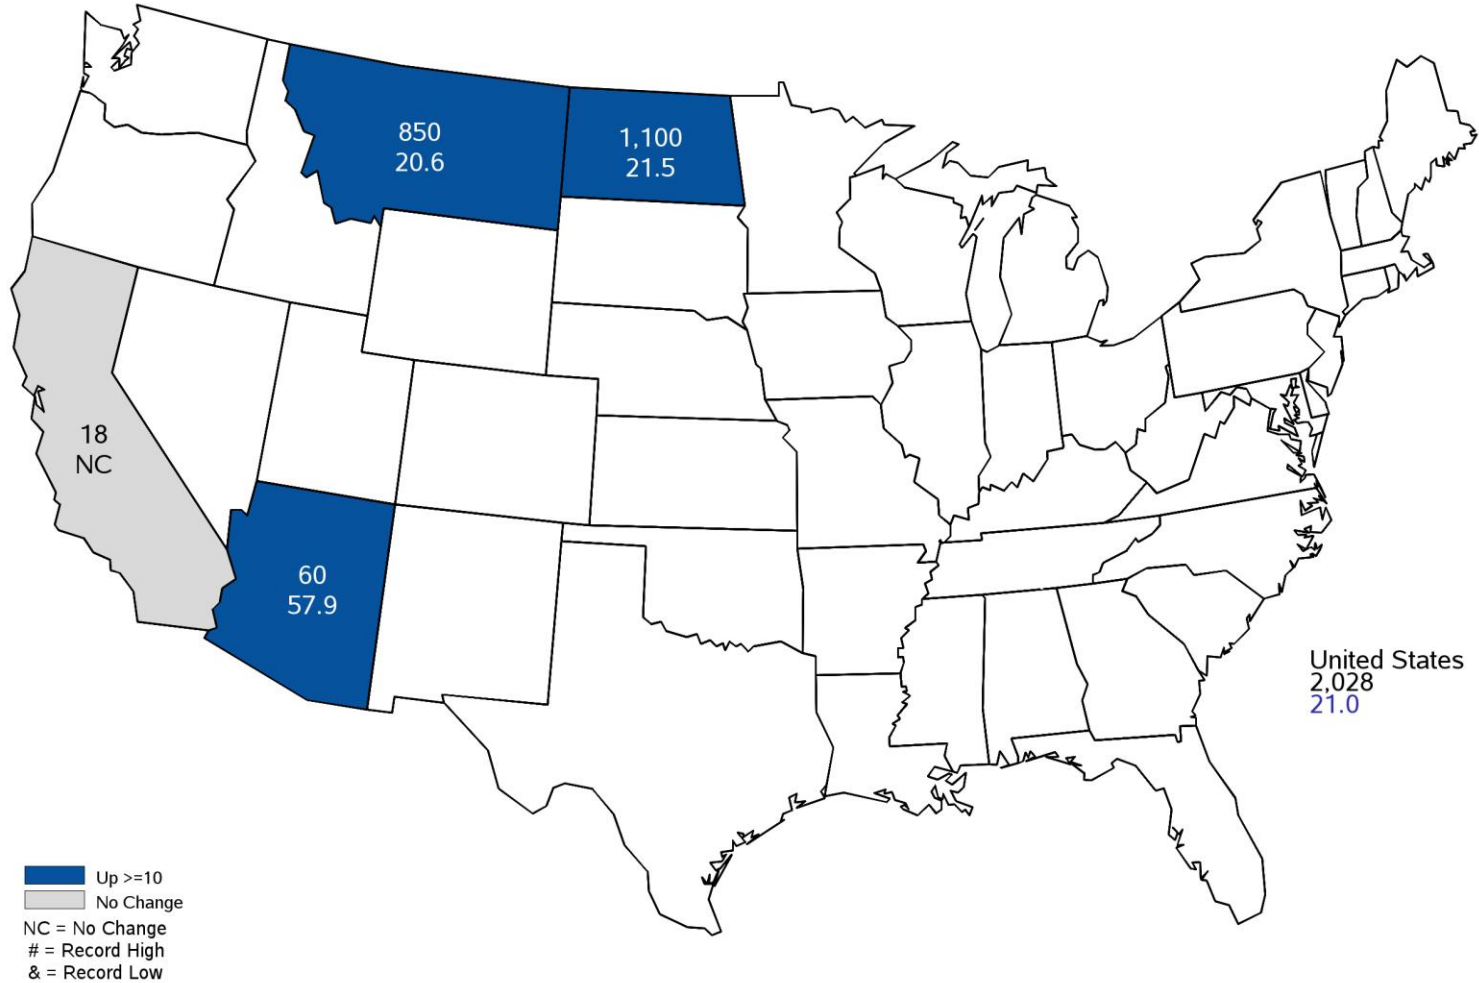 850
20.6
1,100
21.5
18
NC
60
57.9
United States
2,028
21.0
Up >=10
No Change
NC = No Change
# = Record High
& = Record Low